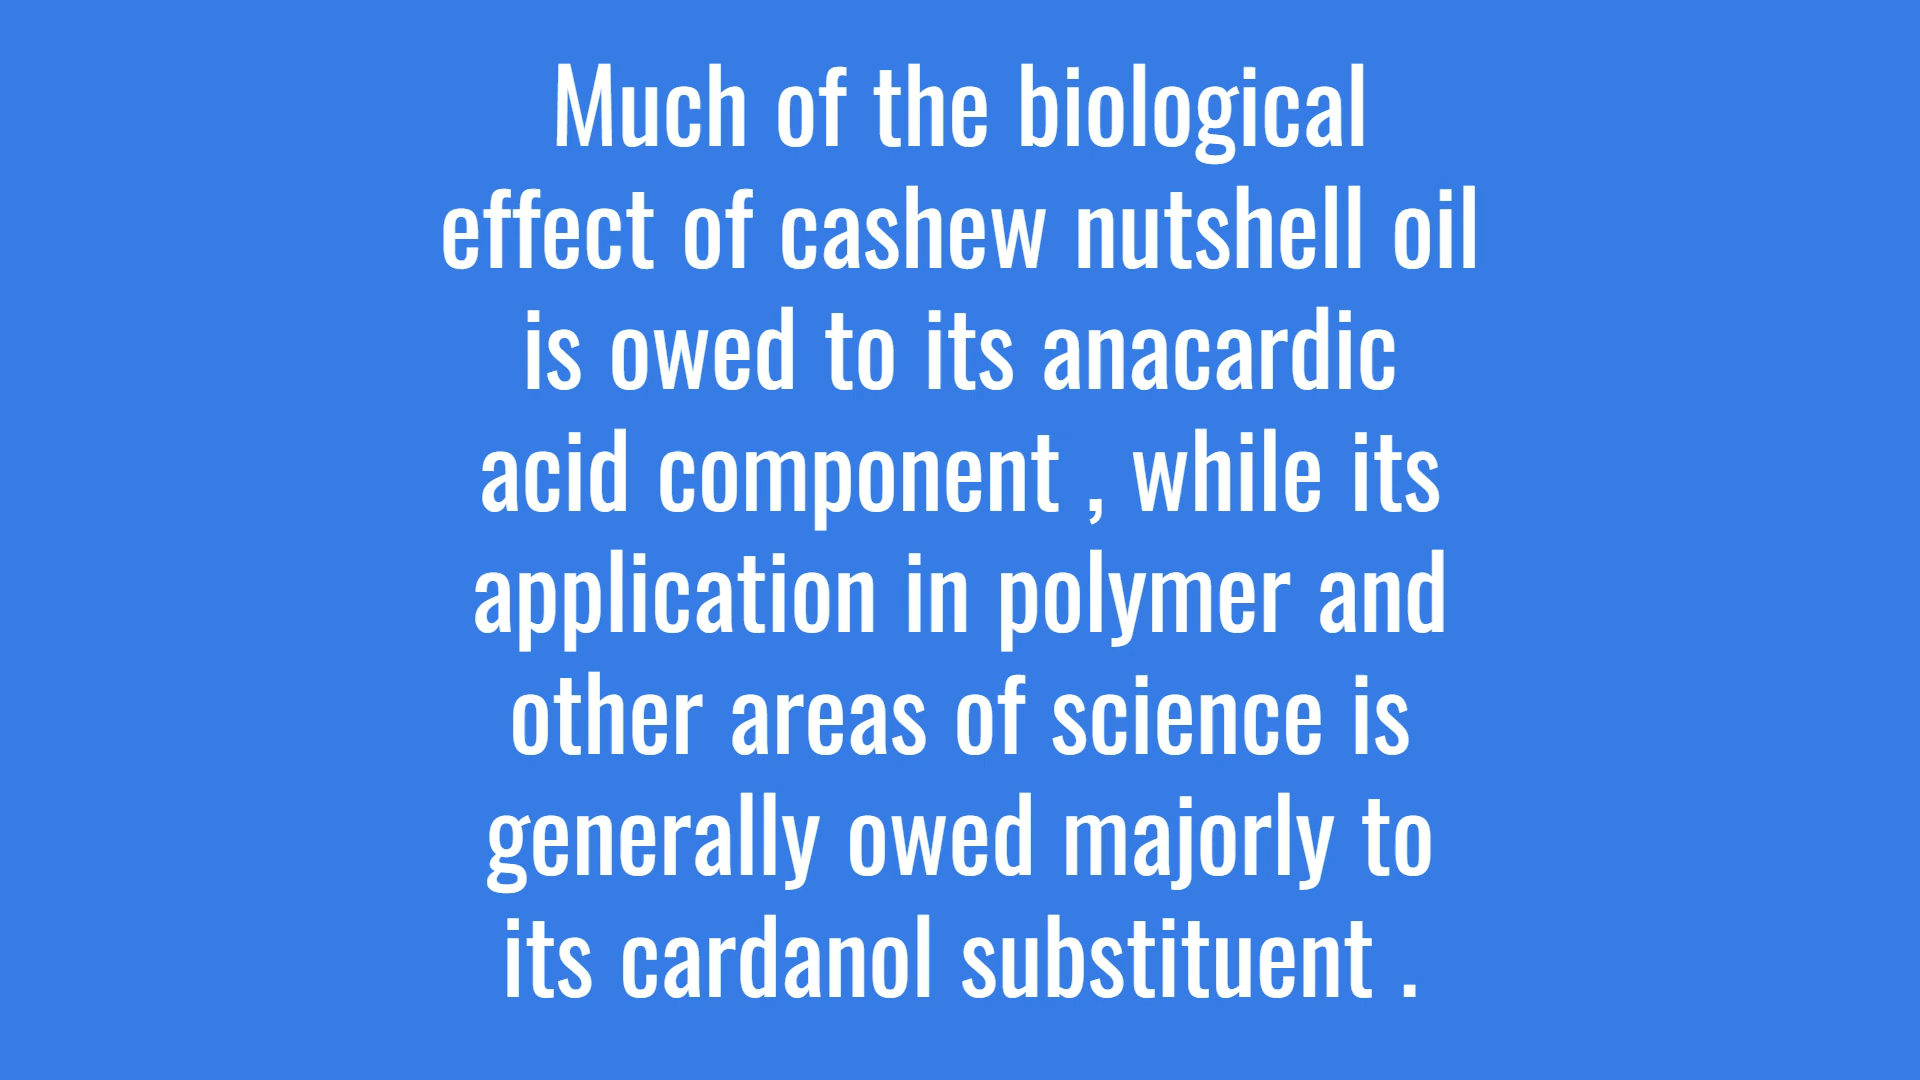 Much of the biological
effect of cashew nutshell oil
is owed to its anacardic
acid component , while its
application in polymer and
other areas of science is
generally owed majorly to
its cardanol substituent .